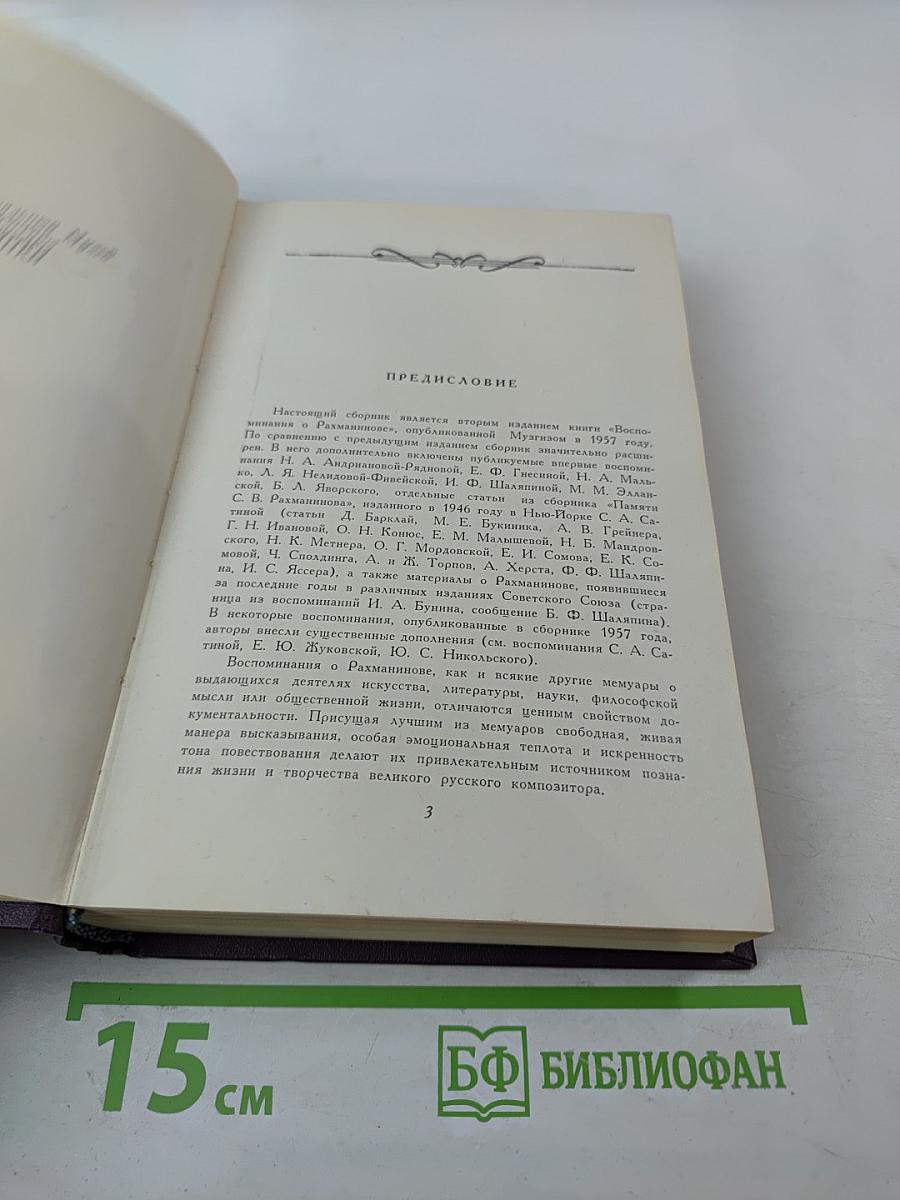 ПРЕДИСЛОВИЕ
Настоящий сборник является вторым изданием книги «Воспо-
минания о Рахманинове», опубликованной Музгизом в 1957 году.
По сравнению с предыдущим изданием сборник значительно расши-
рен. В него дополнительно включены публикуемые впервые воспоми-
нания Н. А. Андриановой-Рядновой, Е. Ф. Гнесиной, Н. А. Маль-
ко, Л. Я. Нелидовой-Фивейской, И. Ф. Шаляпиной, М. М. Эллан-
ской, Б. Л. Яворского, отдельные статьи из сборника «Памяти
С. В. Рахманинова», изданного в 1946 году в Нью-Йорке С. А. Са-
тиной (статьи Д. Барклай, М. Е. Букиника, А. В. Грейнера,
Г. Н. Ивановой, О. Н. Конюс, Е. М. Малышевой, Н. Б. Мандров-
ского, Н. К. Метнера, О. Г. Мордовской, Е. И. Сомова, Е. К. Со-
мовой, Ч. Сполдинга, А. и Ж. Торпов, А. Херста, Ф. Ф. Шаляпи-
на, И. С. Яссера), а также материалы о Рахманинове, появившиеся
за последние годы в различных изданиях Советского Союза (стра-
ница из воспоминаний И. А. Бунина, сообщение Б. Ф. Шаляпина).
В некоторые воспоминания, опубликованные в сборнике 1957 года,
авторы внесли существенные дополнения (см. воспоминания С. А. Са-
тиной, Е. Ю. Жуковской, Ю. С. Никольского).
Воспоминания о Рахманинове, как и всякие другие мемуары о
выдающихся деятелях искусства, литературы, науки, философской
мысли или общественной жизни, отличаются ценным свойством до-
кументальности. Присущая лучшим из мемуаров свободная, живая
манера высказывания, особая эмоциональная теплота и искренность
тона повествования делают их привлекательным источником позна-
ния жизни и творчества великого русского композитора.
3
15 см
БФ БИБЛИОФАН